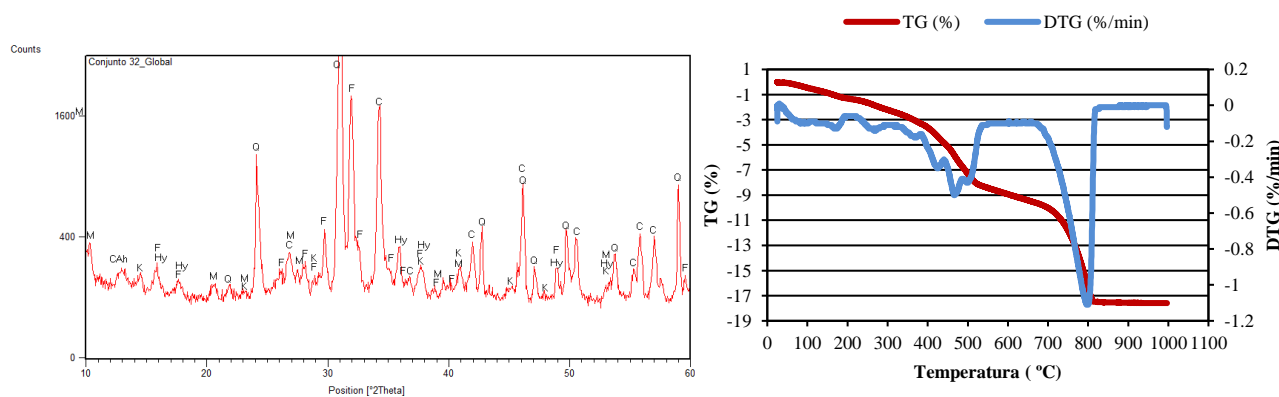 Counts
Conjunto 32_Global
1600
400
0
M
M
CAh
K
F
Hy
Hy
F
M
Q
Q
M
K
F
M
C
M
F
K
F
F
Q
F
C
F
Hy
F
C
Hy
F
K
M
F
F
K
M
C
Q
K
C
Q
Q
K
F
Hy
Q
C
M
Hy
K
Q
C
C
C
Q
F
10
20
30
40
50
60
Position [°2Theta]
TG (%)
DTG (%/min)
1
-1
-3
-5
-7
-9
-11
-13
-15
-17
-19
TG (%)
0.2
0
-0.2
-0.4
-0.6
-0.8
-1
-1.2
DTG (%/min)
0 100 200 300 400 500 600 700 800 900 1000 1100
Temperatura ( ºC)